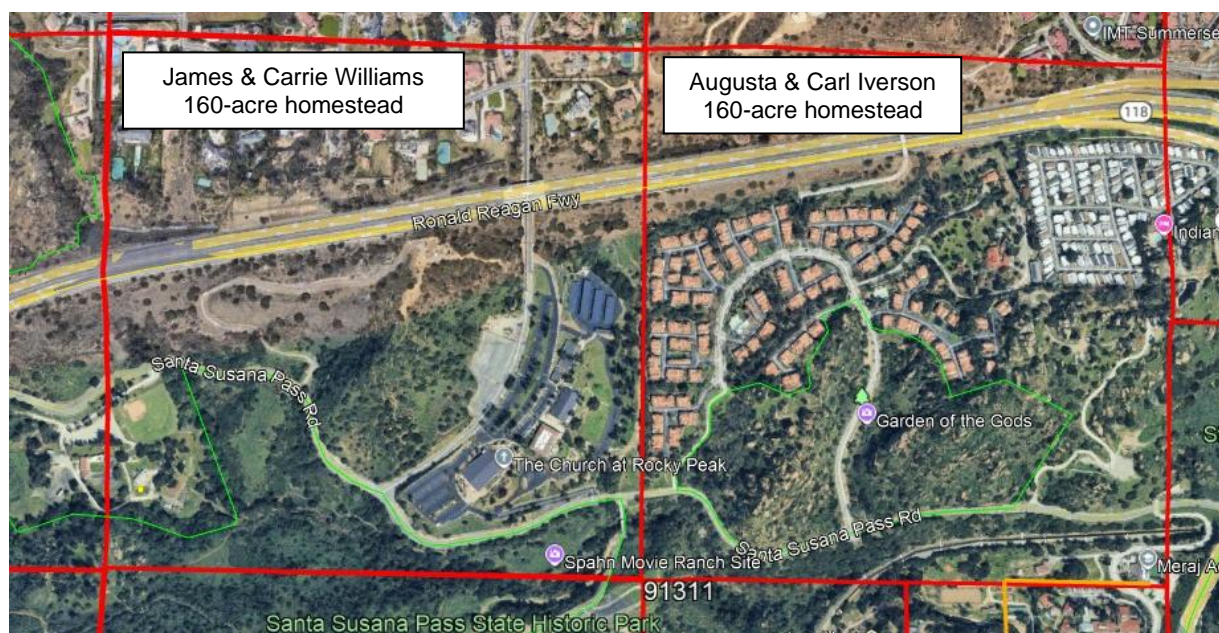 IMT Summerse
James & Carrie Williams
160-acre homestead
Augusta & Carl Iverson
160-acre homestead
118
Ronald Reagan Fwy
Indian
Santa Susana Pass Rd
Garden of the Gods
The Church at Rocky Peak
Santa Susana Pass Rd
Spahn Movie Ranch Site
Meraj A
91311
Santa Susana Pass State Historic Park